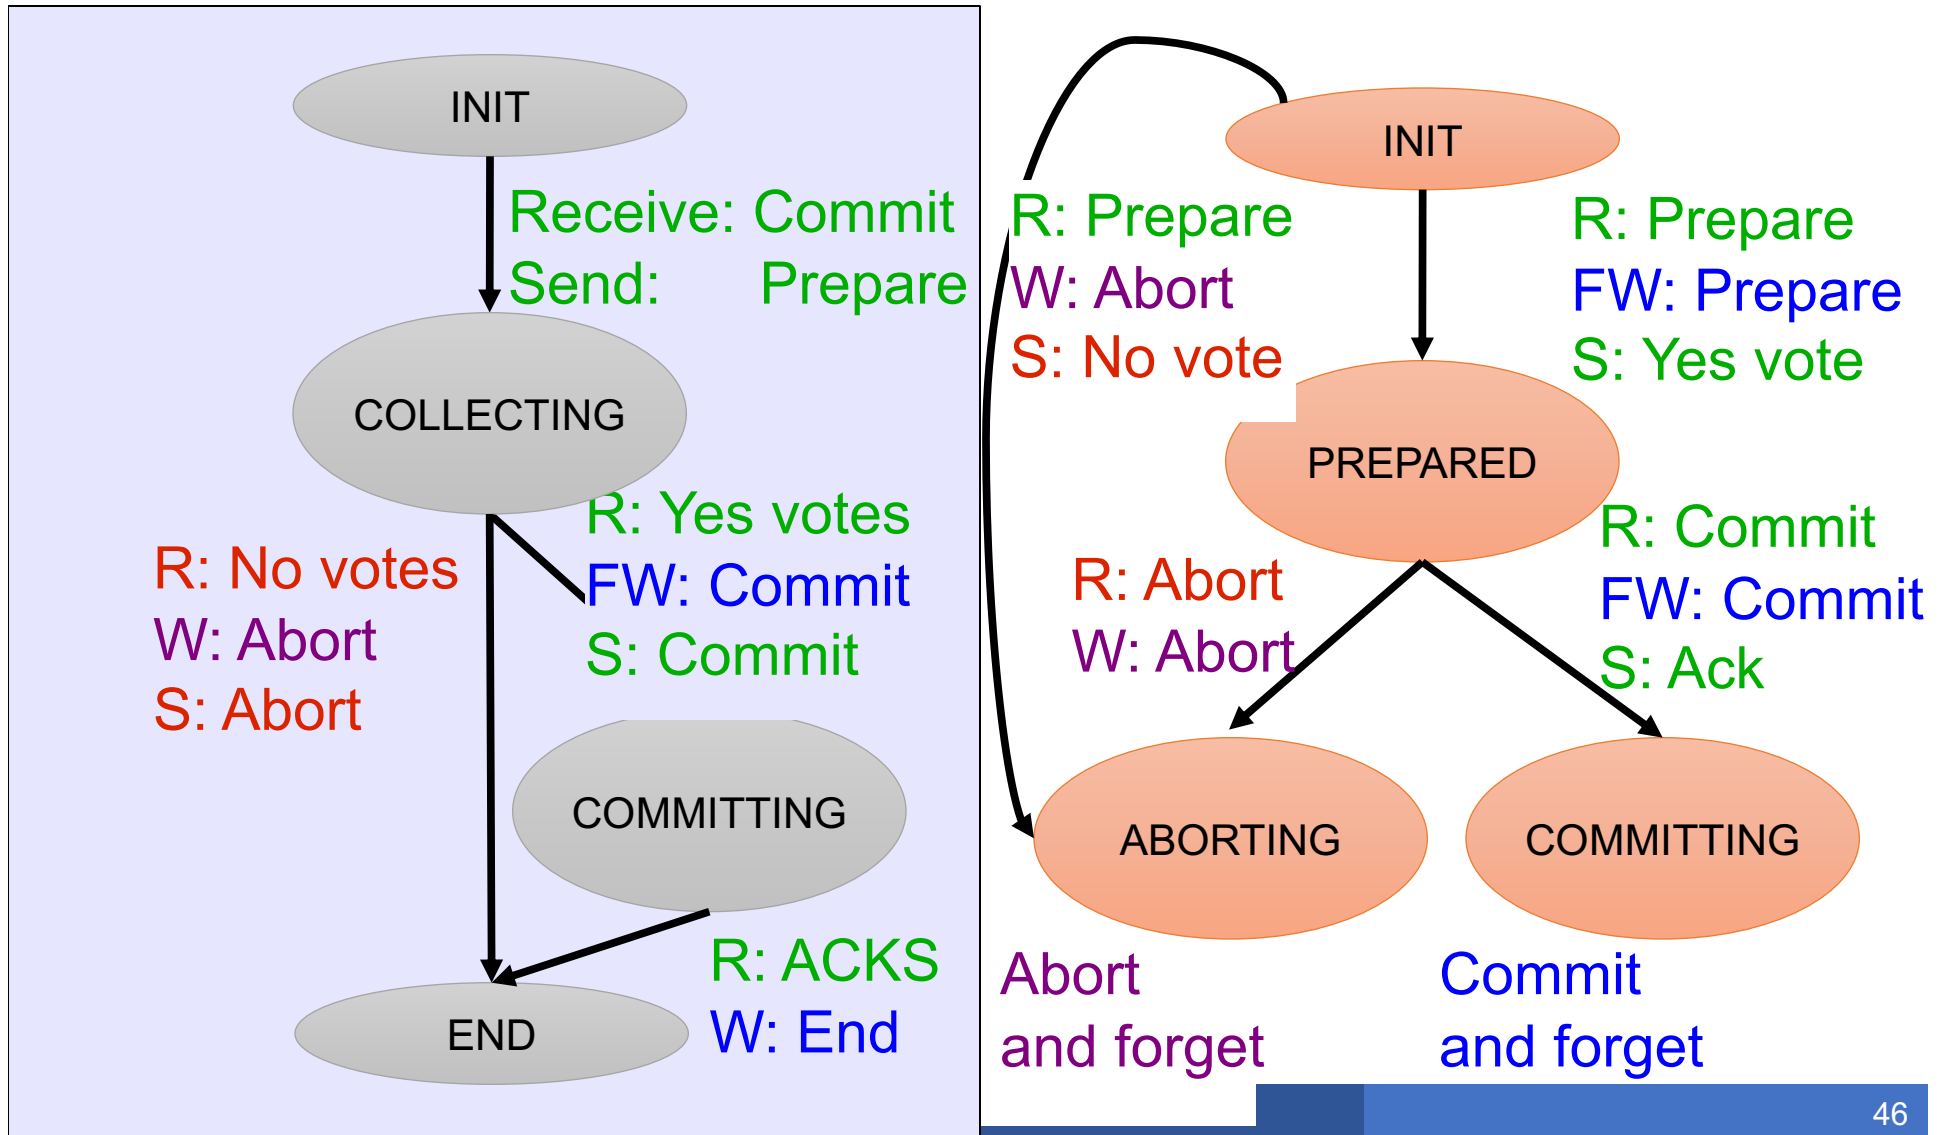 INIT
Receive: Commit
Send: Prepare
COLLECTING
R: Yes votes
FW: Commit
S: Commit
R: No votes
W: Abort
S: Abort
COMMITTING
R: ACKS
W: End
END
INIT
R: Prepare
W: Abort
S: No vote
R: Prepare
FW: Prepare
S: Yes vote
PREPARED
R: Abort
W: Abort
R: Commit
FW: Commit
S: Ack
ABORTING
COMMITTING
Abort
and forget
Commit
and forget
46